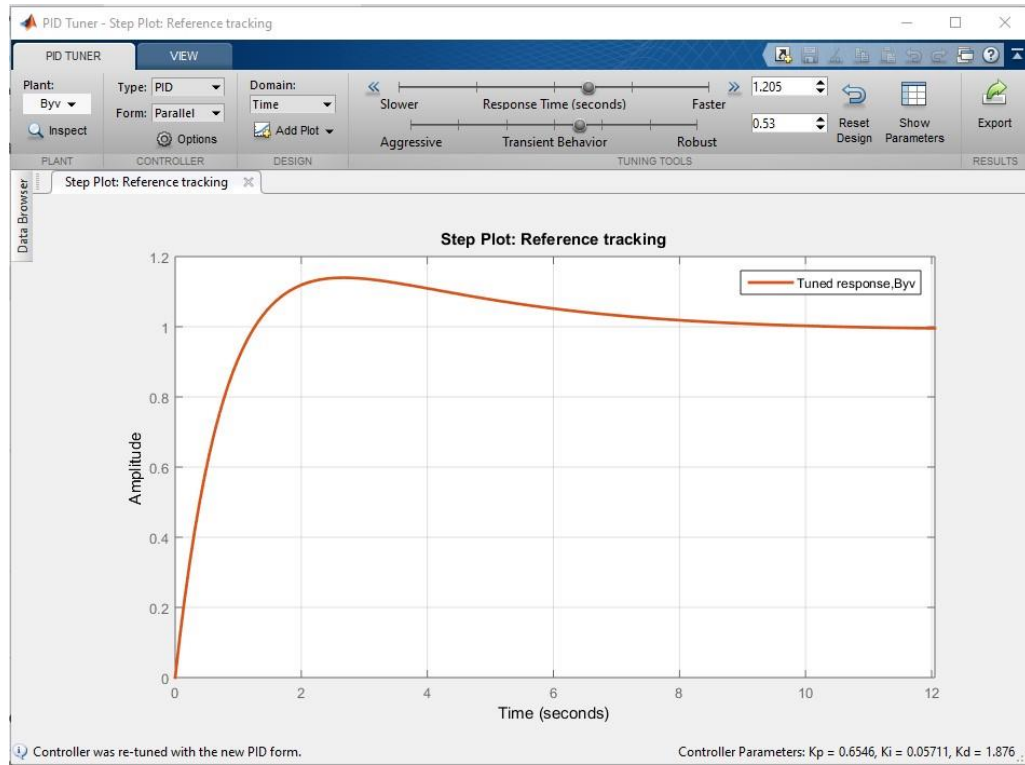 PID Tuner - Step Plot: Reference tracking
PID TUNER VIEW
Plant: Type: PID Domain: Slower Response Time (seconds) Faster 1.205
Byv Form: Parallel Time Aggressive Transient Behavior Robust 0.53 Reset Design Show Parameters Export
Inspect Options Add Plot
PLANT CONTROLLER DESIGN TUNING TOOLS RESULTS
Data Browser
Step Plot: Reference tracking
Step Plot: Reference tracking
Tuned response,Byv
Amplitude
1.2
1
0.8
0.6
0.4
0.2
0
0 2 4 6 8 10 12
Time (seconds)
Controller was re-tuned with the new PID form. Controller Parameters: Kp = 0.6546, Ki = 0.05711, Kd = 1.876